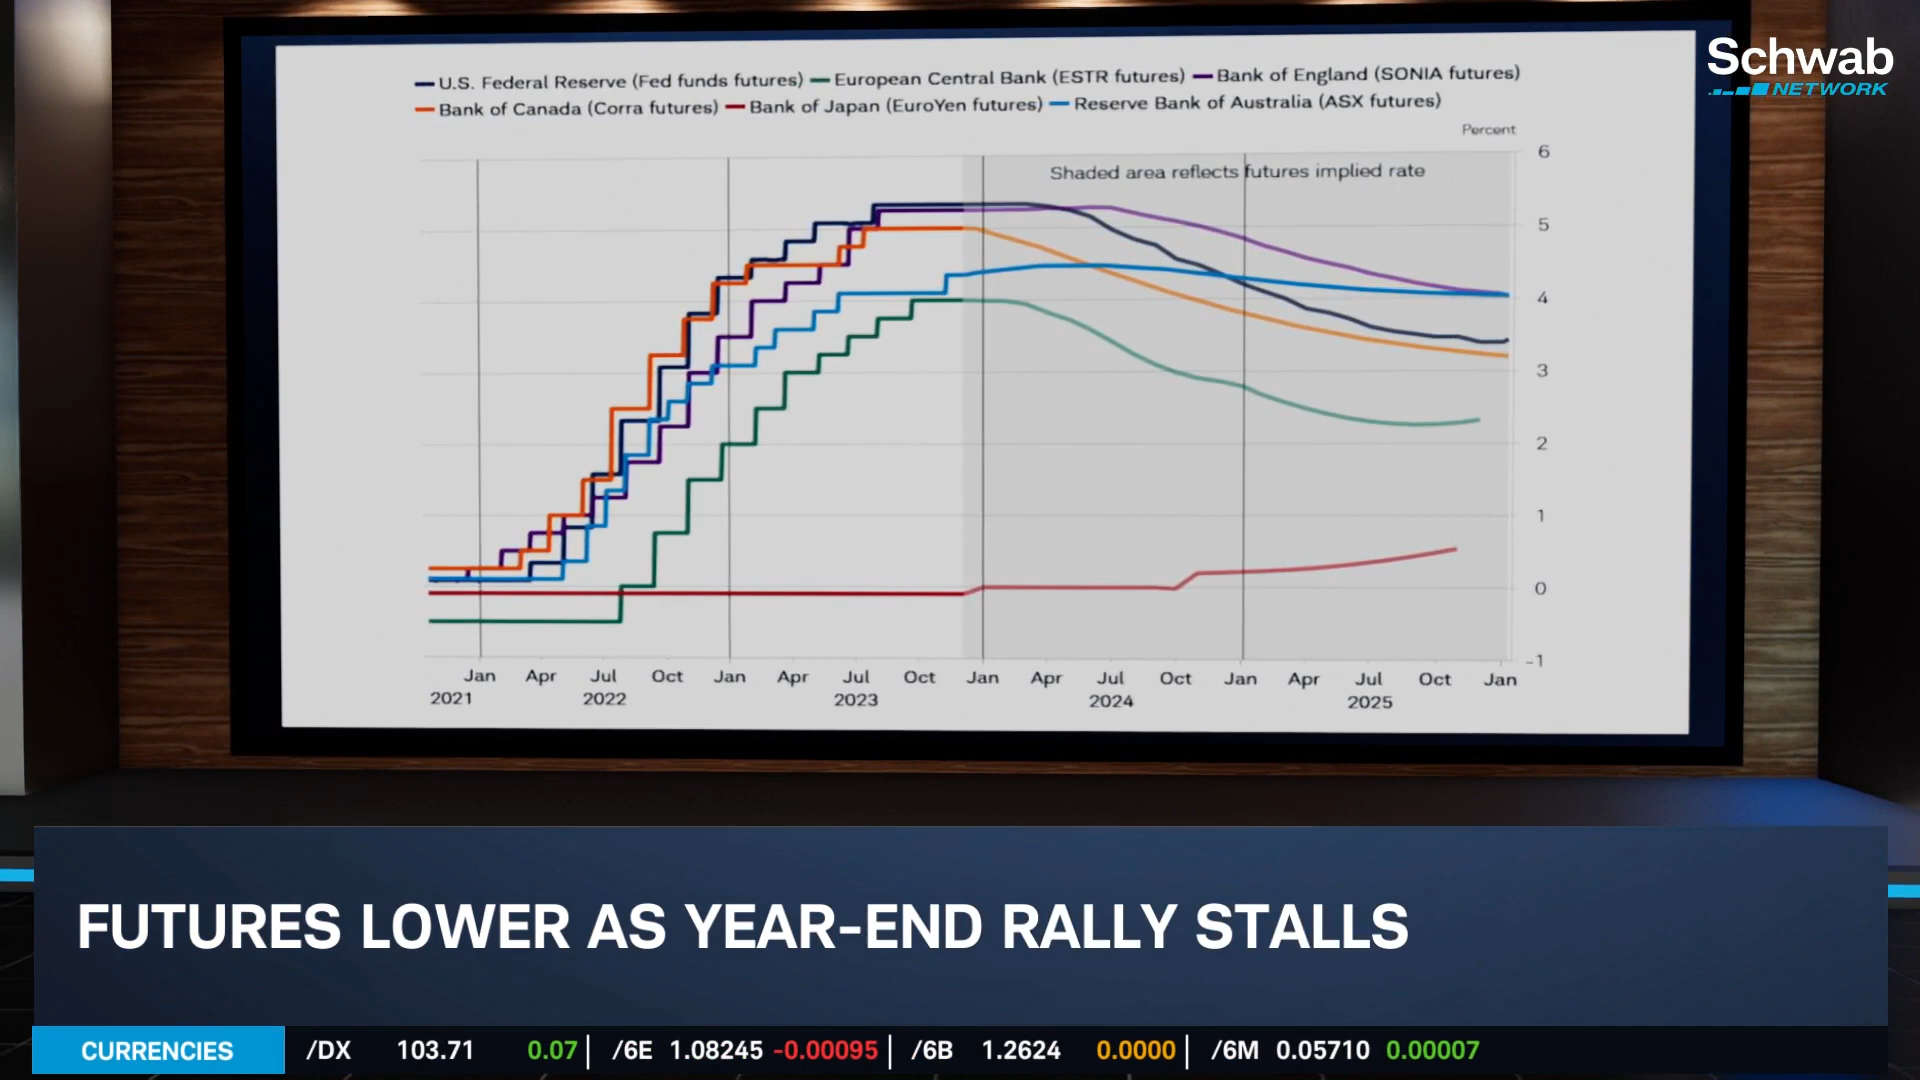 Schwab
NETWORK
U.S. Federal Reserve (Fed funds futures) European Central Bank (ESTR futures) Bank of England (SONIA futures)
Bank of Canada (Corra futures) Bank of Japan (EuroYen futures) Reserve Bank of Australia (ASX futures)
Percent
Shaded area reflects futures implied rate
6
5
4
3
2
1
0
-1
Jan Apr Jul Oct Jan Apr Jul Oct Jan Apr Jul Oct Jan Apr Jul Oct Jan
2021 2022 2023 2024 2025
FUTURES LOWER AS YEAR-END RALLY STALLS
CURRENCIES /DX 103.71 0.07 /6E 1.08245 -0.00095 /6B 1.2624 0.0000 /6M 0.05710 0.00007